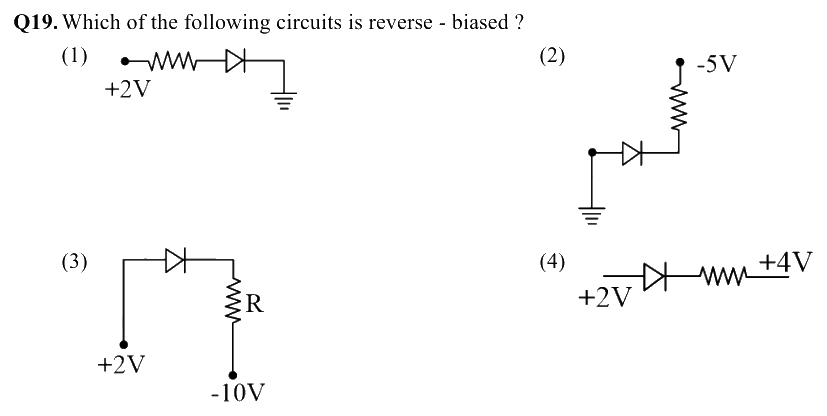 Q19. Which of the following circuits is reverse - biased ?
(1)
+2V
(2)
-5V
(3)
R
+2V
-10V
(4)
+4V
+2V